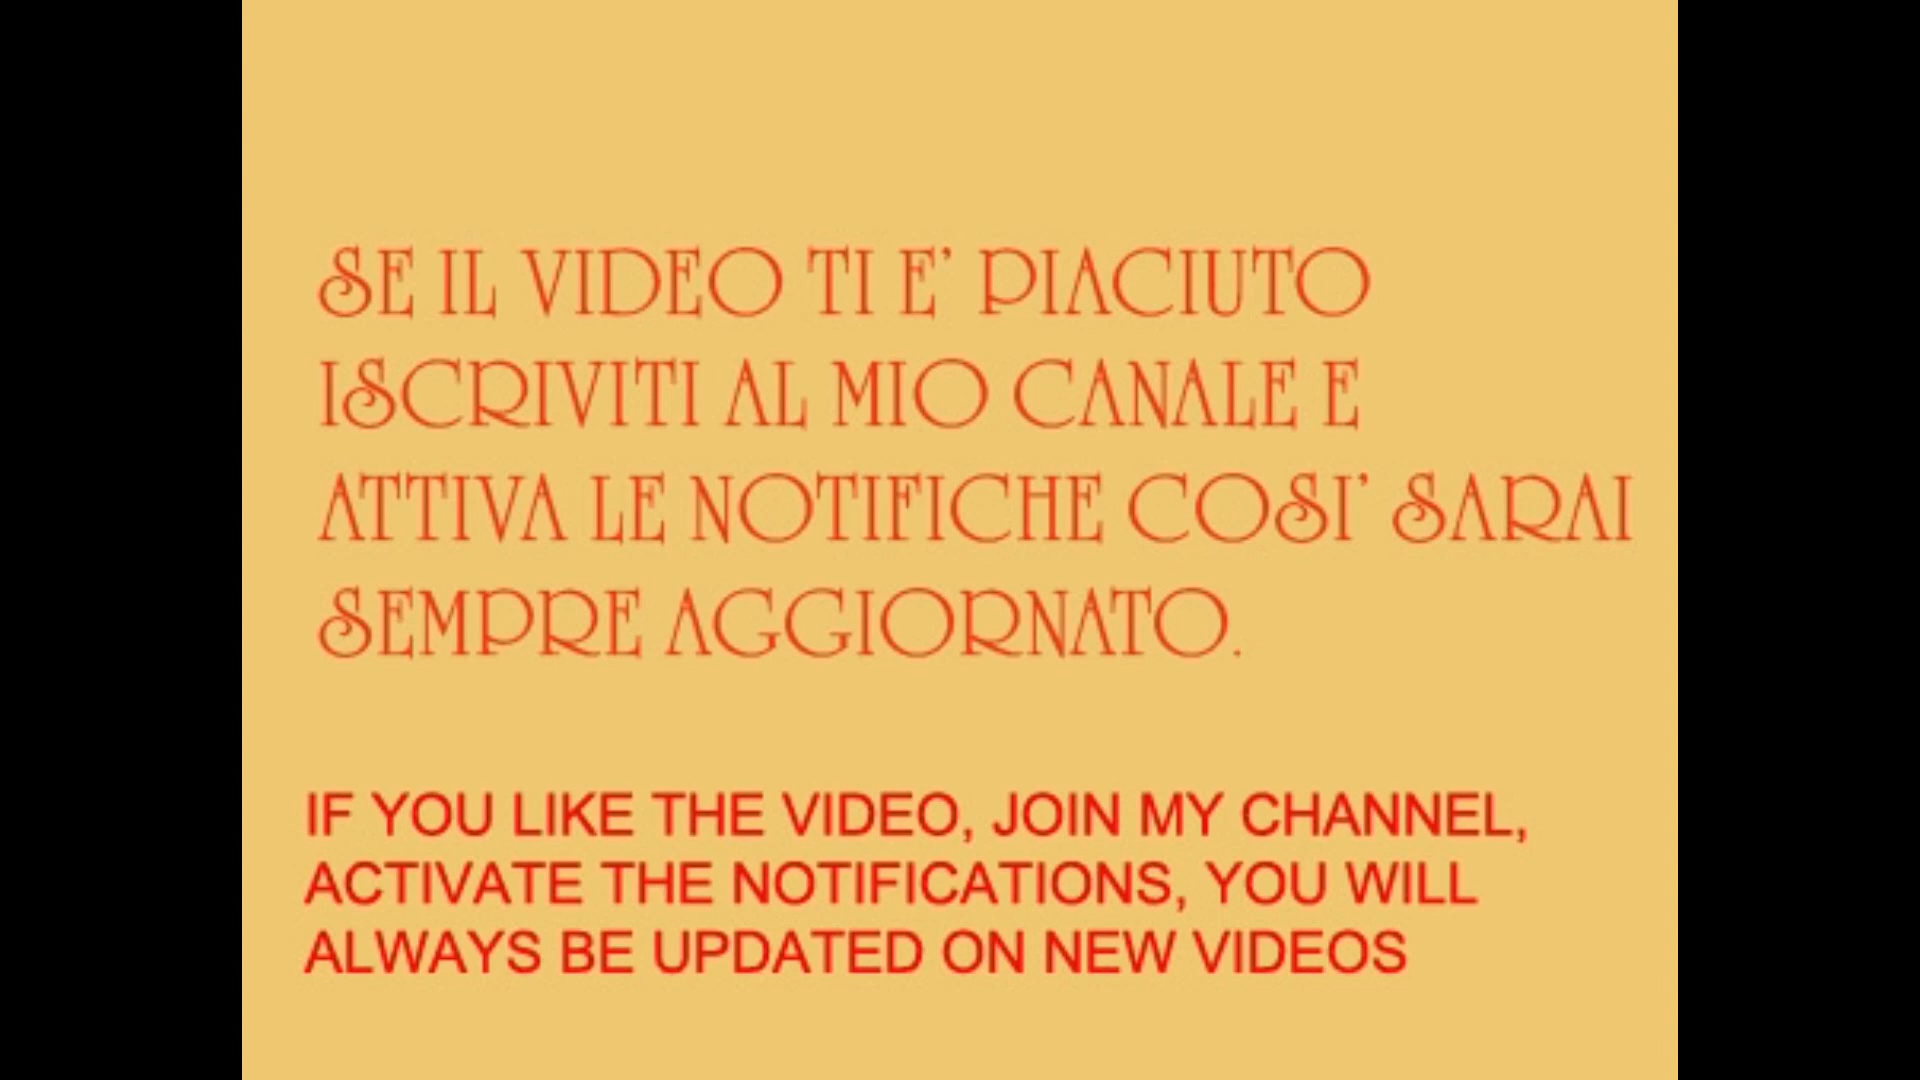 SE IL VIDEO TI E' PIACIUTO
ISCRIVITI AL MIO CANALE E
ATTIVA LE NOTIFICHE COSI' SARAI
SEMPRE AGGIORNATO.
IF YOU LIKE THE VIDEO, JOIN MY CHANNEL,
ACTIVATE THE NOTIFICATIONS, YOU WILL
ALWAYS BE UPDATED ON NEW VIDEOS